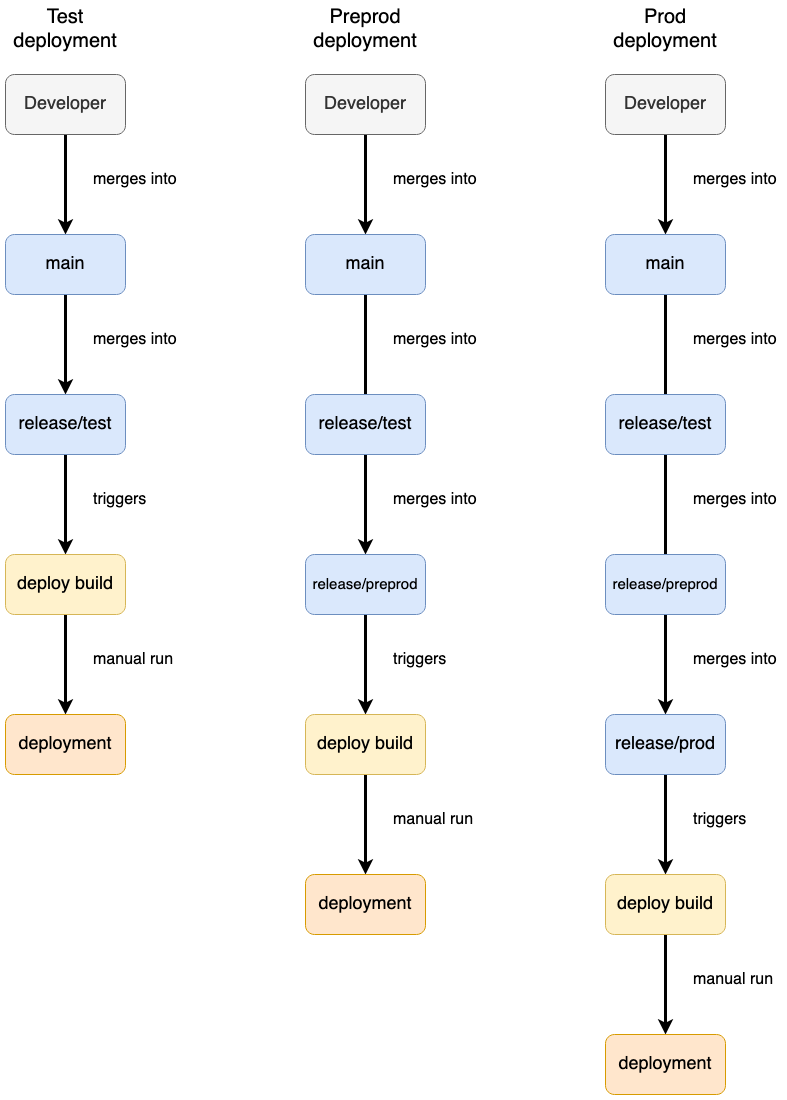 Test
deployment
Developer
merges into
main
merges into
release/test
triggers
deploy build
manual run
deployment
Preprod
deployment
Developer
merges into
main
merges into
release/test
merges into
release/preprod
triggers
deploy build
manual run
deployment
Prod
deployment
Developer
merges into
main
merges into
release/test
merges into
release/preprod
merges into
release/prod
triggers
deploy build
manual run
deployment